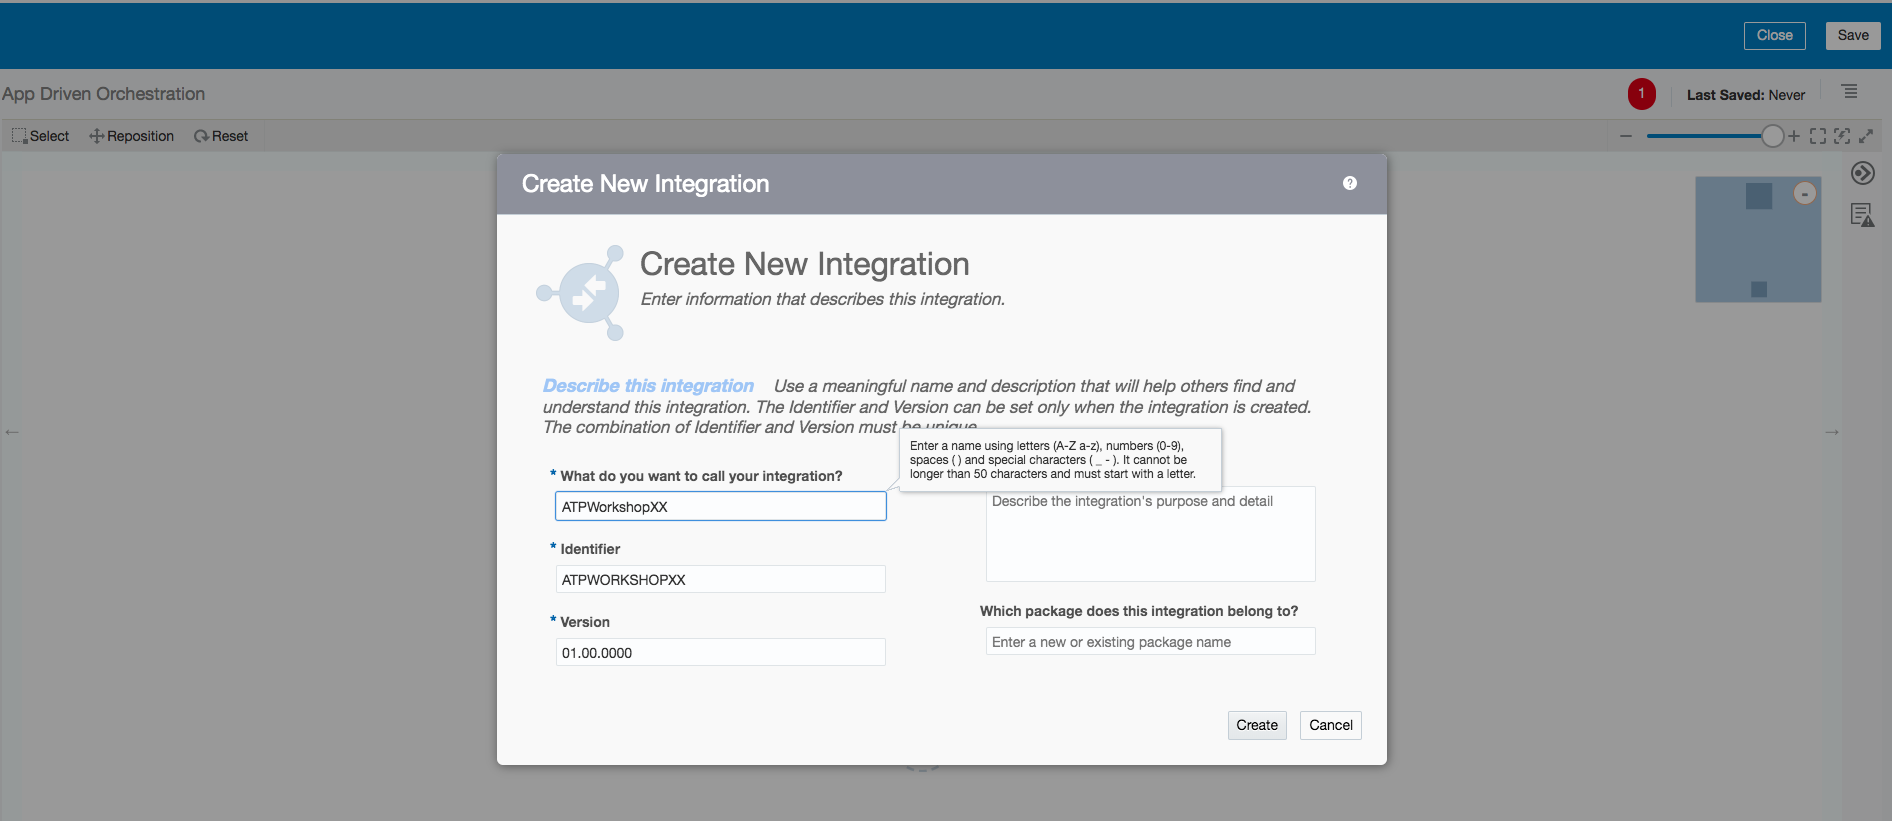 Close
Save
App Driven Orchestration
1
Last Saved: Never
Select
Reposition
Reset
Create New Integration
?
Create New Integration
Enter information that describes this integration.
Describe this integration Use a meaningful name and description that will help others find and
understand this integration. The Identifier and Version can be set only when the integration is created.
The combination of Identifier and Version must be unique.
Enter a name using letters (A-Z a-z), numbers (0-9),
spaces ( ) and special characters ( _ - ). It cannot be
longer than 50 characters and must start with a letter.
* What do you want to call your integration?
ATPWorkshopXX
Describe the integration's purpose and detail
* Identifier
ATPWORKSHOPXX
* Version
01.00.0000
Which package does this integration belong to?
Enter a new or existing package name
Create
Cancel